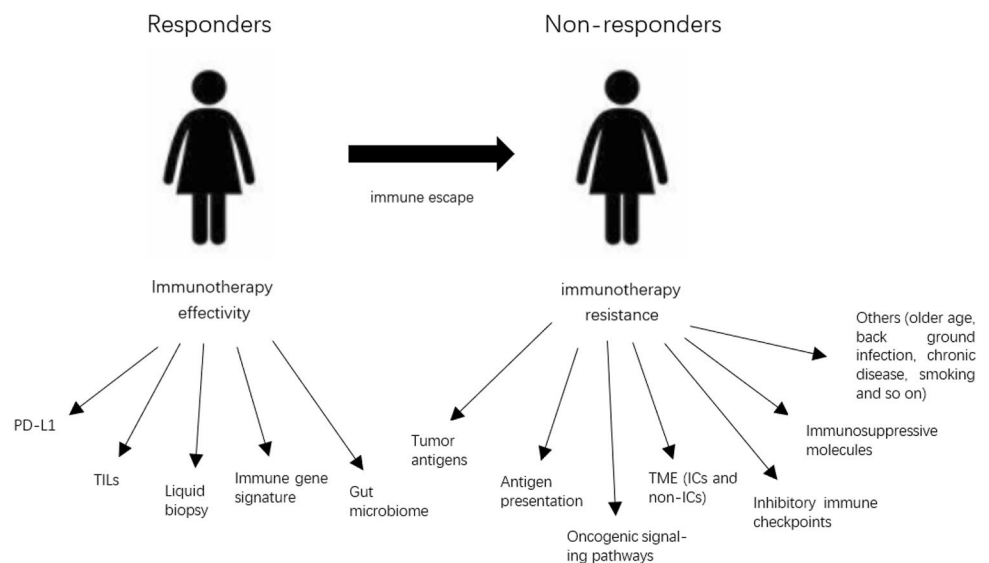 Responders
Non-responders
immune escape
Immunotherapy
effectivity
immunotherapy
resistance
PD-L1
TILs
Liquid
biopsy
Immune gene
signature
Gut
microbiome
Tumor
antigens
Antigen
presentation
Oncogenic signal-
ing pathways
TME (ICs and
non-ICs)
Inhibitory immune
checkpoints
Immunosuppressive
molecules
Others (older age,
back ground
infection, chronic
disease, smoking
and so on)